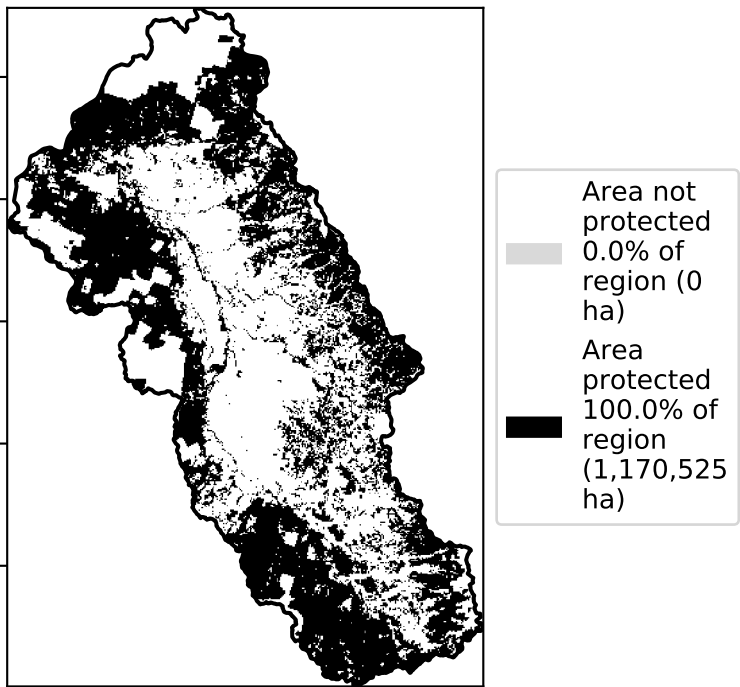 Area not
protected
0.0% of
region (0
ha)
Area
protected
100.0% of
region
(1,170,525
ha)